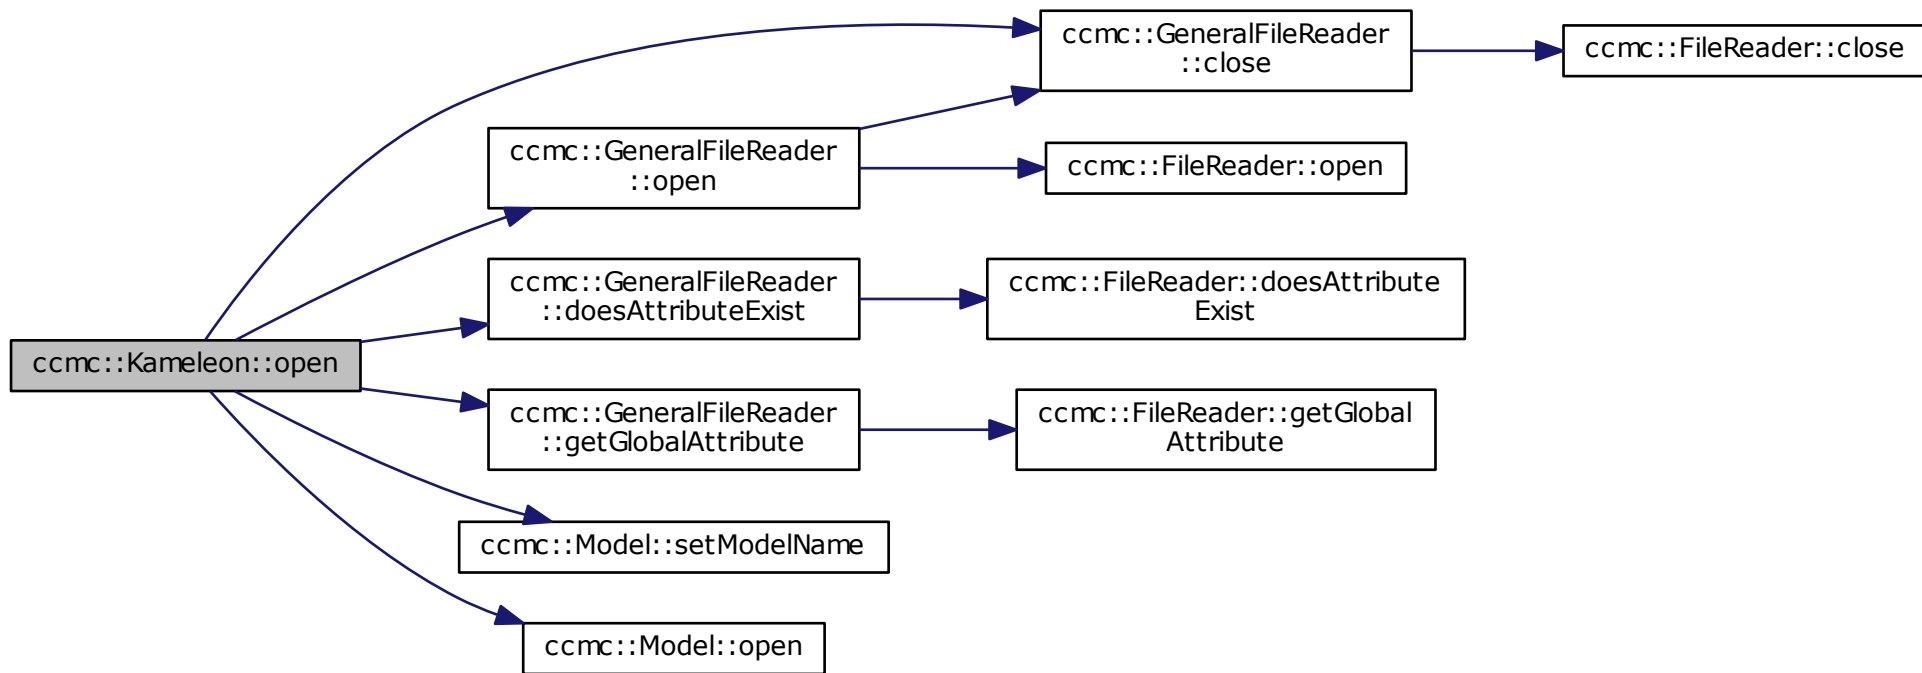 ccmc::GeneralFileReader
::close
ccmc::FileReader::close
ccmc::GeneralFileReader
::open
ccmc::FileReader::open
ccmc::GeneralFileReader
::doesAttributeExist
ccmc::FileReader::doesAttribute
Exist
ccmc::Kameleon::open
ccmc::GeneralFileReader
::getGlobalAttribute
ccmc::FileReader::getGlobal
Attribute
ccmc::Model::setModelName
ccmc::Model::open